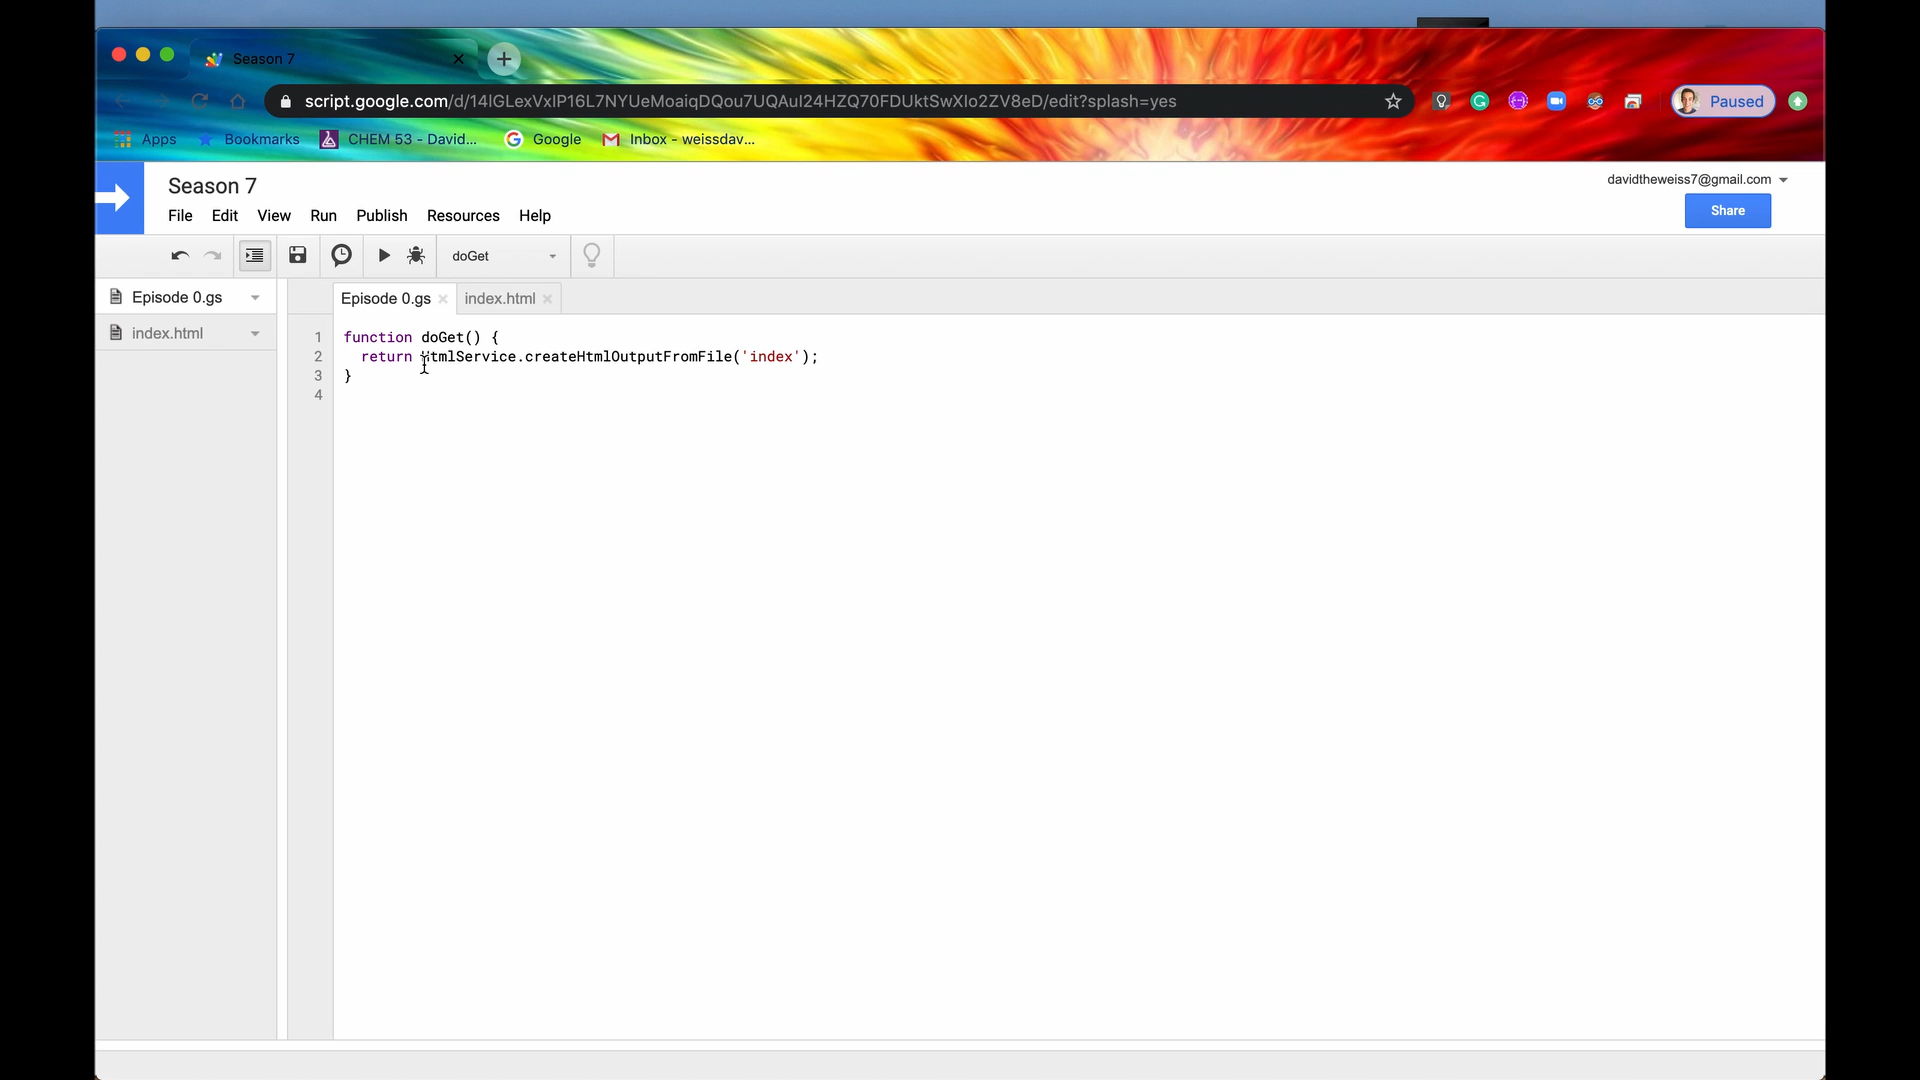 Season 7
script.google.com/d/14lGLexVxlP16L7NYUeMoaiqDQou7UQAuI24HZQ70FDUktSwXIo2ZV8eD/edit?splash=yes
Paused
Apps
Bookmarks
CHEM 53 - David...
Google
Inbox - weissdav...
Season 7
davidtheweiss7@gmail.com
File Edit View Run Publish Resources Help
Share
doGet
Episode 0.gs
index.html
Episode 0.gs
index.html
1 function doGet() {
2 return HtmlService.createHtmlOutputFromFile('index');
3 }
4